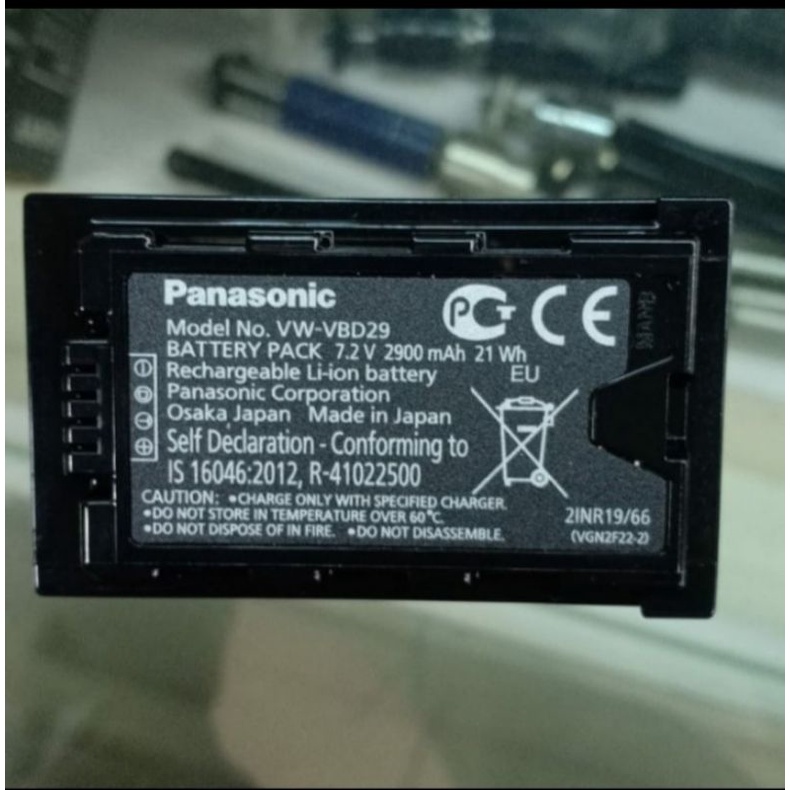 Panasonic
Model No. VW-VBD29
BATTERY PACK 7.2 V 2900 mAh 21 Wh
Rechargeable Li-ion battery EU
Panasonic Corporation
Osaka Japan Made in Japan
Self Declaration - Conforming to
IS 16046:2012, R-41022500
CAUTION: •CHARGE ONLY WITH SPECIFIED CHARGER.
•DO NOT STORE IN TEMPERATURE OVER 60℃.
•DO NOT DISPOSE OF IN FIRE. •DO NOT DISASSEMBLE.
2INR19/66
(VGN2F22-2)